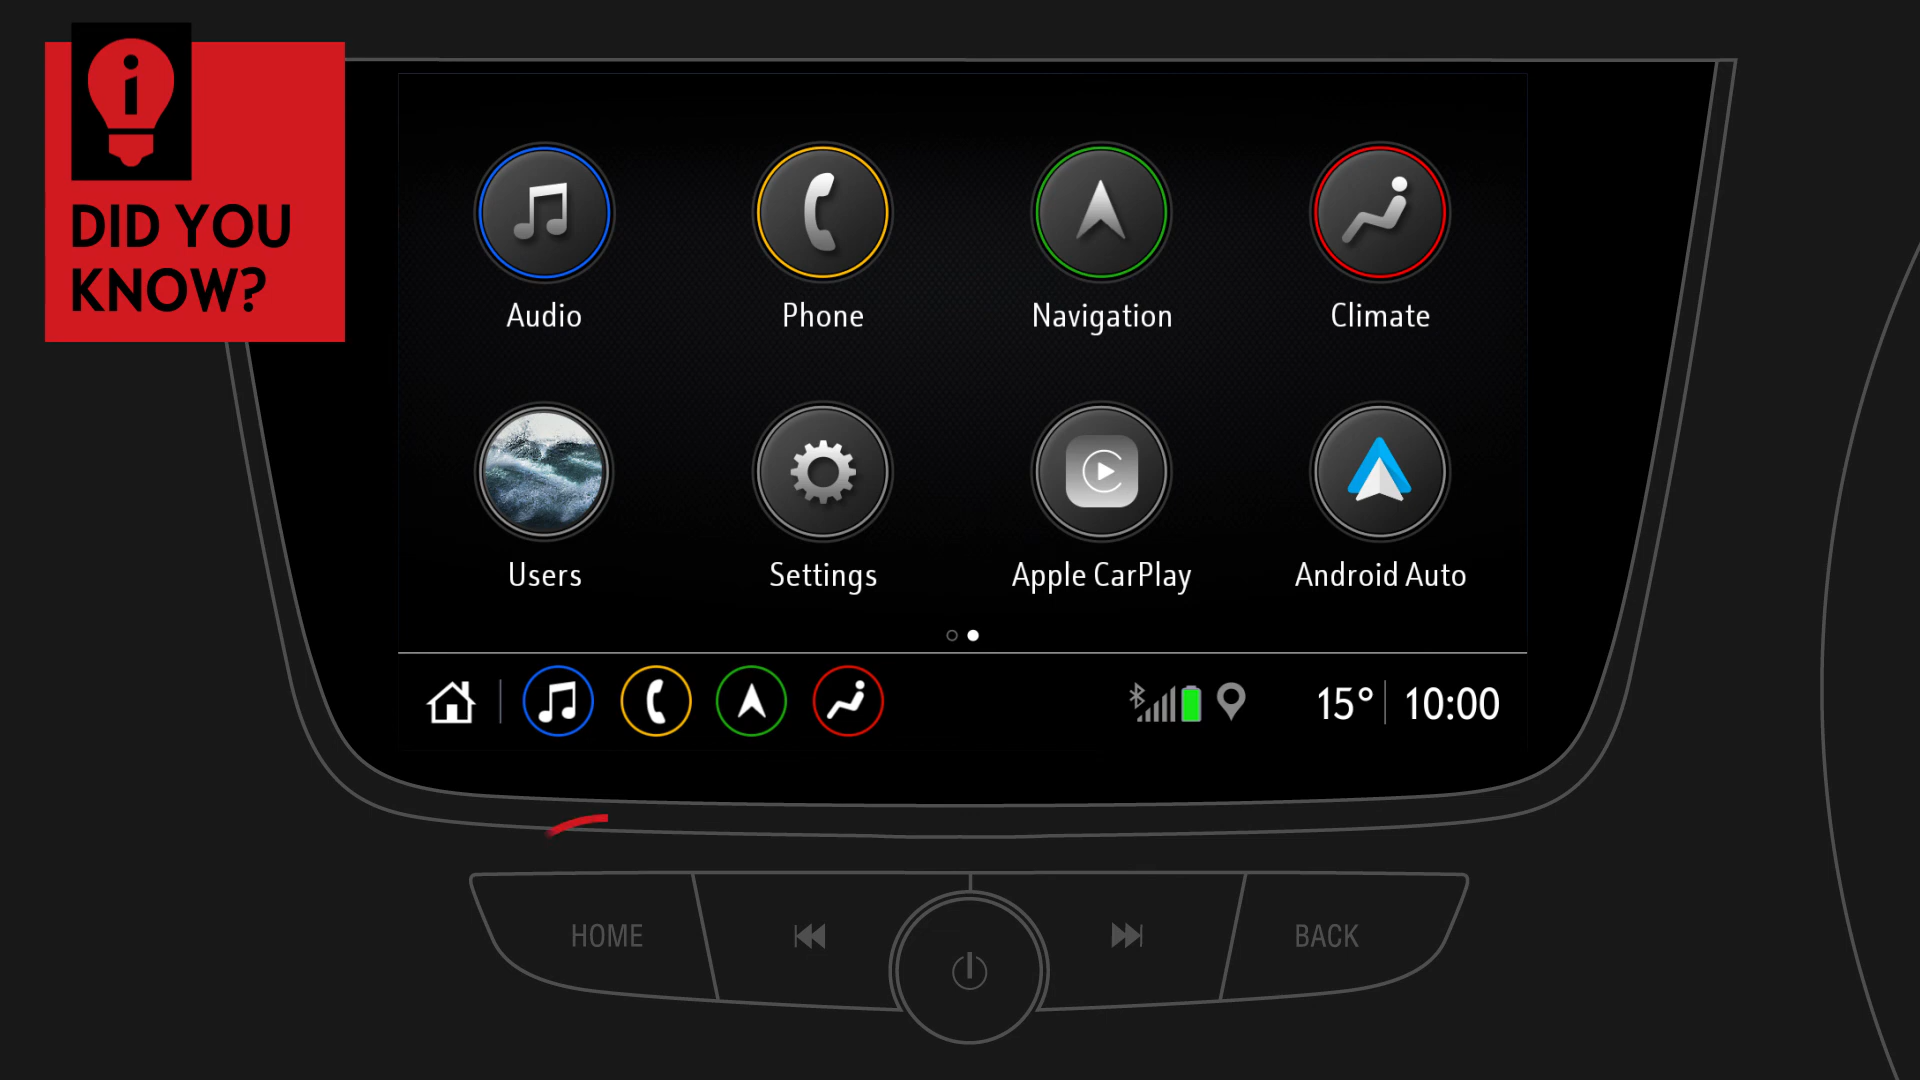 DID YOU
KNOW?
Audio
Phone
Navigation
Climate
Users
Settings
Apple CarPlay
Android Auto
15°
10:00
HOME
BACK